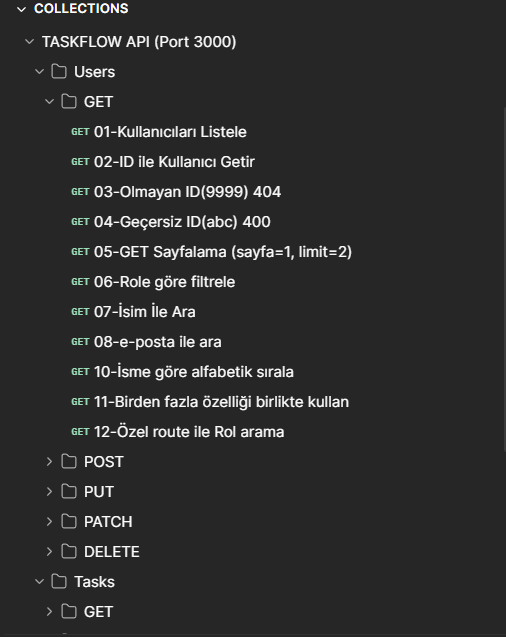 COLLECTIONS
TASKFLOW API (Port 3000)
Users
GET
GET 01-Kullanıcıları Listele
GET 02-ID ile Kullanıcı Getir
GET 03-Olmayan ID(9999) 404
GET 04-Geçersiz ID(abc) 400
GET 05-GET Sayfalama (sayfa=1, limit=2)
GET 06-Role göre filtrele
GET 07-İsim İle Ara
GET 08-e-posta ile ara
GET 10-İsme göre alfabetik sırala
GET 11-Birden fazla özelliği birlikte kullan
GET 12-Özel route ile Rol arama
POST
PUT
PATCH
DELETE
Tasks
GET